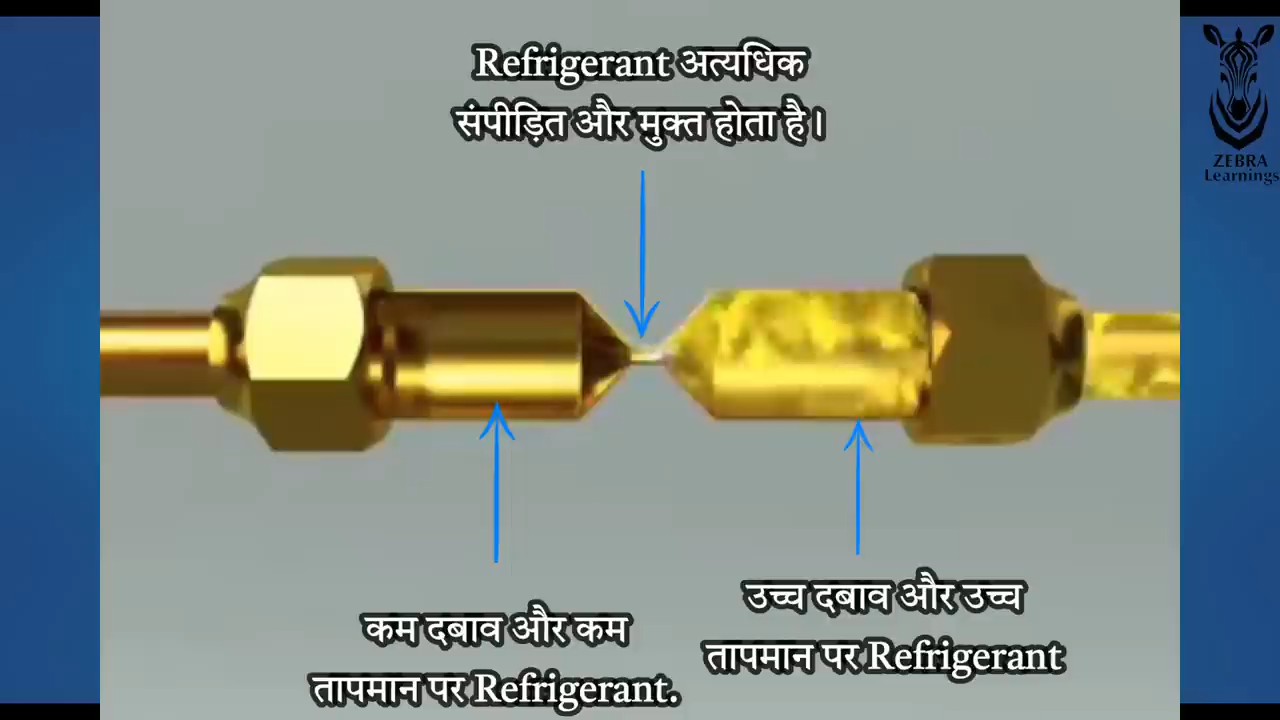 Refrigerant अत्यधिक
संपीड़ित और मुक्त होता है।
ZEBRA
Learnings
उच्च दबाव और उच्च
तापमान पर Refrigerant
कम दबाव और कम
तापमान पर Refrigerant.